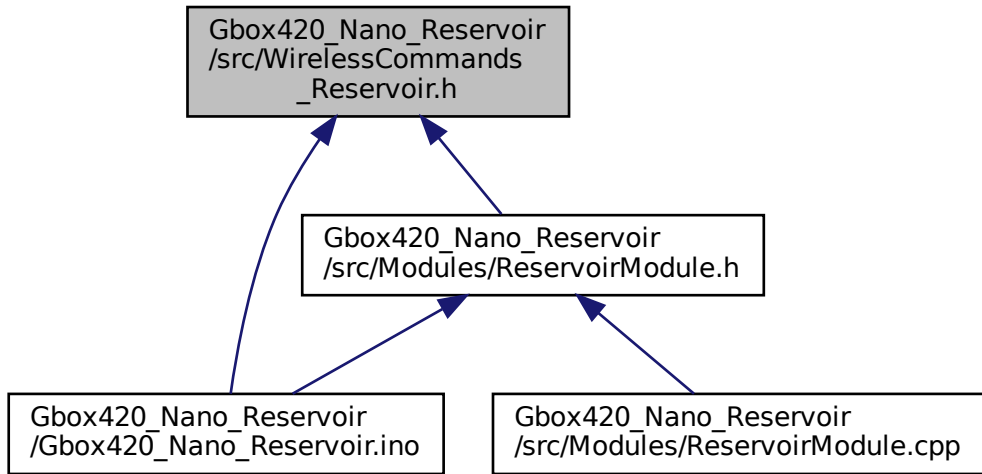 Gbox420_Nano_Reservoir
/src/WirelessCommands
_Reservoir.h
Gbox420_Nano_Reservoir
/src/Modules/ReservoirModule.h
Gbox420_Nano_Reservoir
/Gbox420_Nano_Reservoir.ino
Gbox420_Nano_Reservoir
/src/Modules/ReservoirModule.cpp